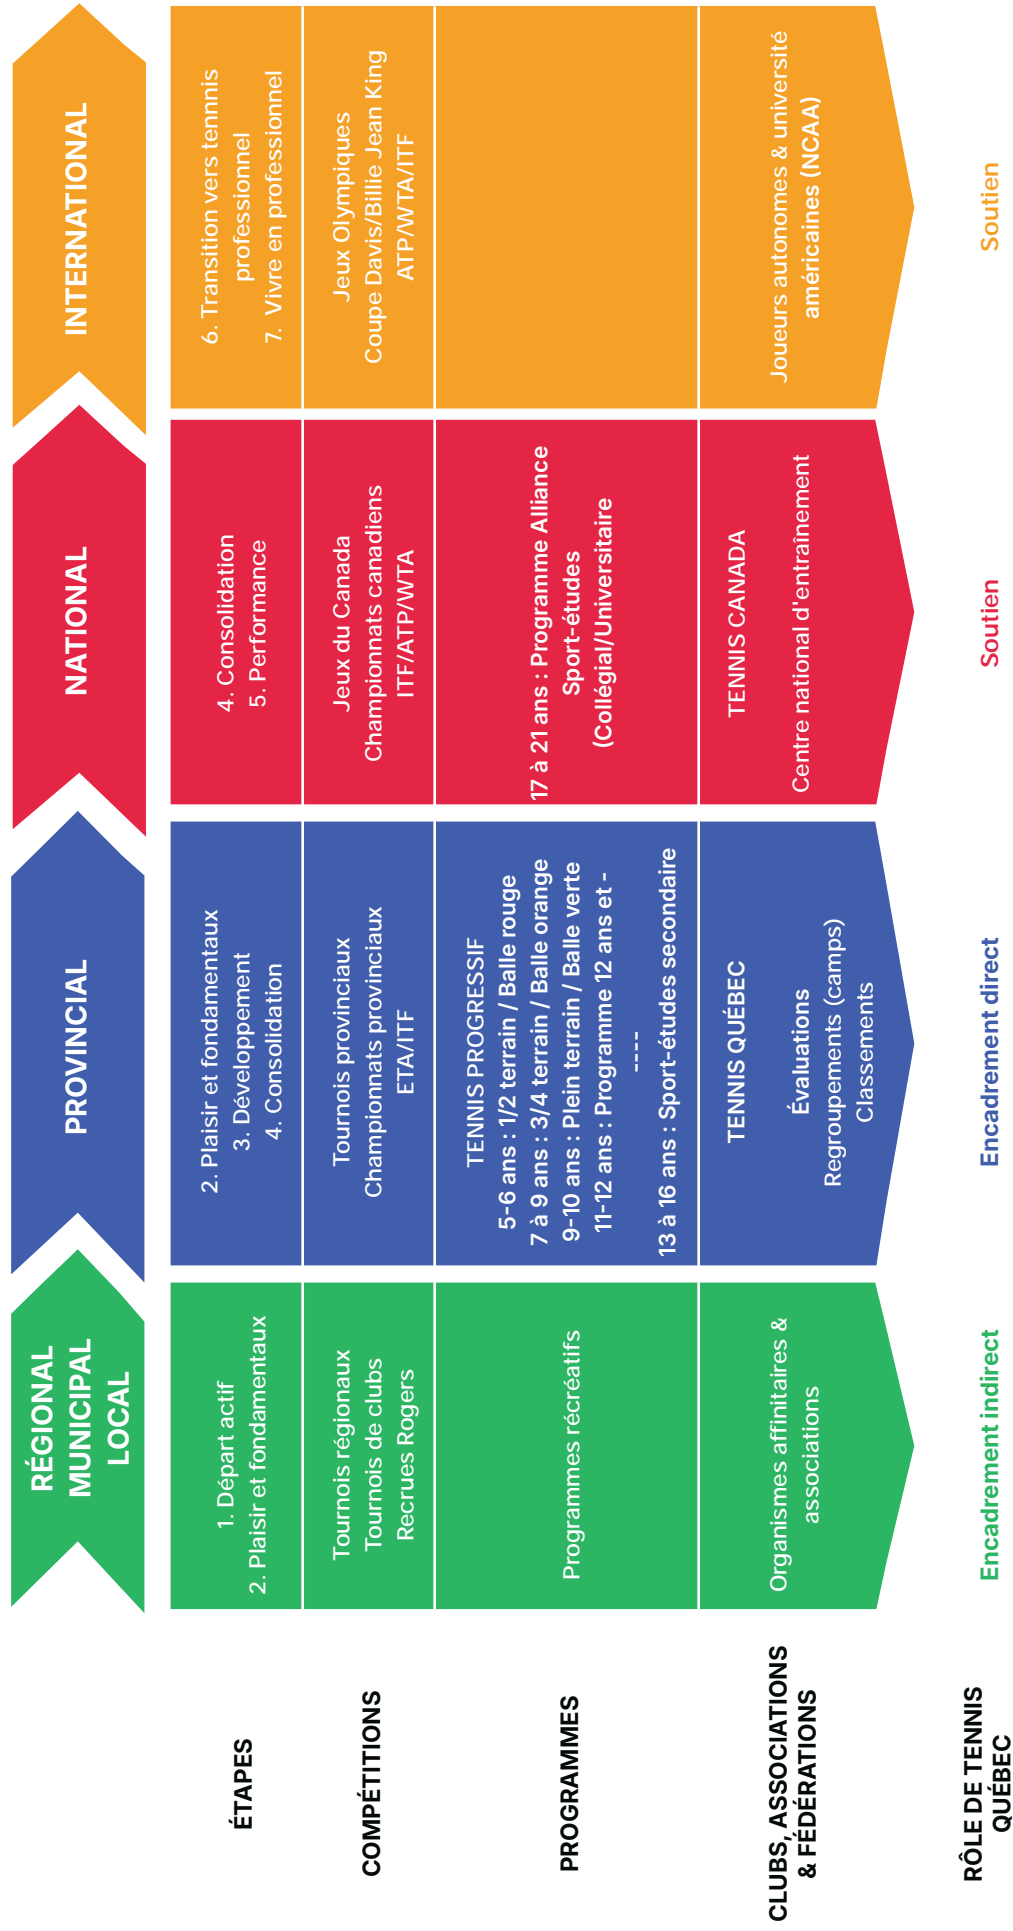 RÉGIONAL
MUNICIPAL
LOCAL
PROVINCIAL
NATIONAL
INTERNATIONAL
ÉTAPES
1. Départ actif
2. Plaisir et fondamentaux
2. Plaisir et fondamentaux
3. Développement
4. Consolidation
4. Consolidation
5. Performance
6. Transition vers tennnis
professionnel
7. Vivre en professionnel
COMPÉTITIONS
Tournois régionaux
Tournois de clubs
Recrues Rogers
Tournois provinciaux
Championnats provinciaux
ETA/ITF
Jeux du Canada
Championnats canadiens
ITF/ATP/WTA
Jeux Olympiques
Coupe Davis/Billie Jean King
ATP/WTA/ITF
PROGRAMMES
Programmes récréatifs
TENNIS PROGRESSIF
5-6 ans : 1/2 terrain / Balle rouge
7 à 9 ans : 3/4 terrain / Balle orange
9-10 ans : Plein terrain / Balle verte
11-12 ans : Programme 12 ans et -
----
13 à 16 ans : Sport-études secondaire
17 à 21 ans : Programme Alliance
Sport-études
(Collégial/Universitaire
CLUBS, ASSOCIATIONS
& FÉDÉRATIONS
Organismes affinitaires &
associations
TENNIS QUÉBEC
Évaluations
Regroupements (camps)
Classements
TENNIS CANADA
Centre national d'entraînement
Joueurs autonomes & université
américaines (NCAA)
RÔLE DE TENNIS
QUÉBEC
Encadrement indirect
Encadrement direct
Soutien
Soutien